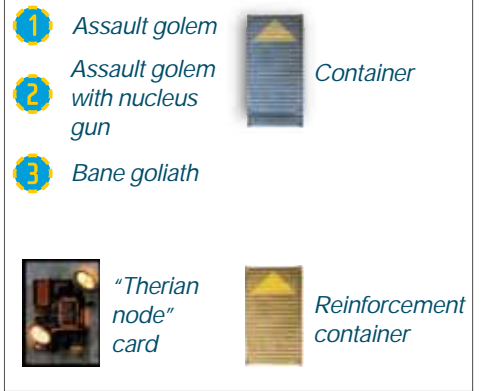 1 Assault golem
2 Assault golem
with nucleus
gun
3 Bane goliath
Container
"Therian
node"
card
Reinforcement
container